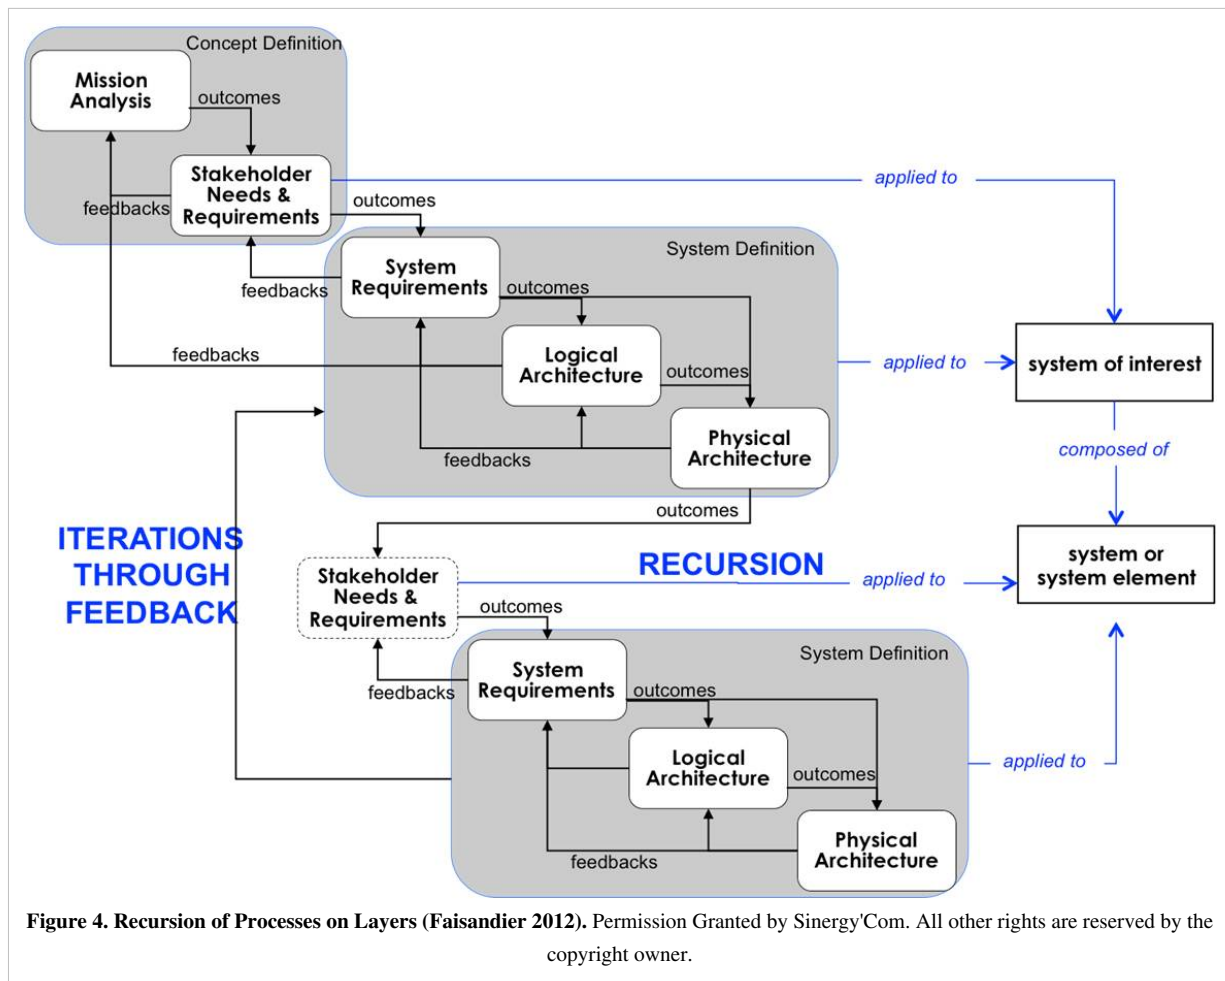 Concept Definition
Mission
Analysis
outcomes
Stakeholder
Needs &
Requirements
feedbacks
outcomes
applied to
System Definition
System
Requirements
feedbacks
outcomes
Logical
Architecture
feedbacks
outcomes
applied to
system of interest
Physical
Architecture
feedbacks
composed of
outcomes
ITERATIONS
THROUGH
FEEDBACK
RECURSION
Stakeholder
Needs &
Requirements
applied to
system or
system element
outcomes
System Definition
System
Requirements
feedbacks
outcomes
Logical
Architecture
outcomes
applied to
Physical
Architecture
feedbacks
Figure 4. Recursion of Processes on Layers (Faisandier 2012). Permission Granted by Sinergy'Com. All other rights are reserved by the
copyright owner.